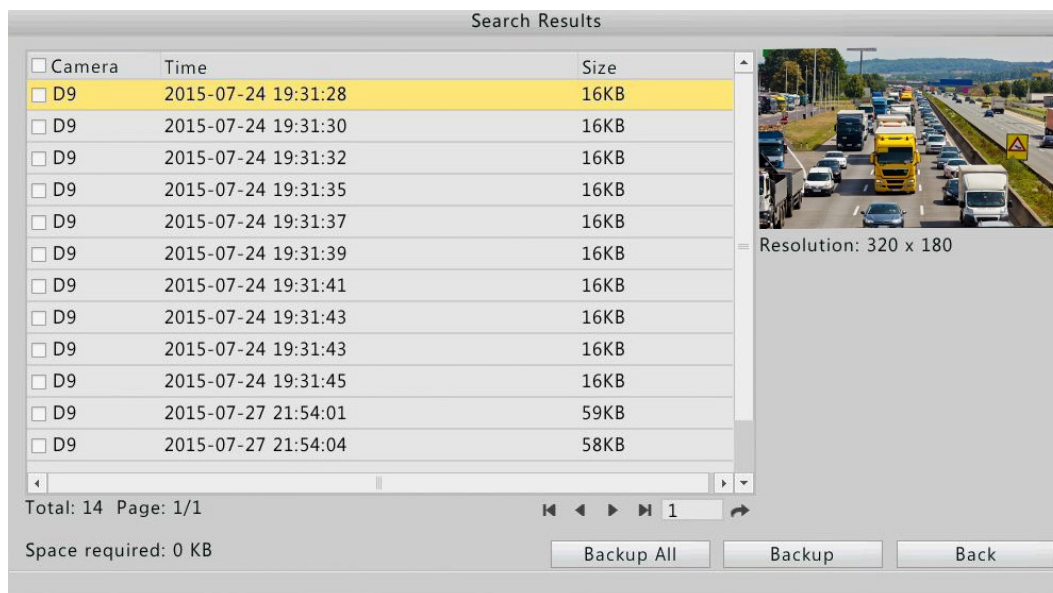 Search Results
Camera Time Size
D9 2015-07-24 19:31:28 16KB
D9 2015-07-24 19:31:30 16KB
D9 2015-07-24 19:31:32 16KB
D9 2015-07-24 19:31:35 16KB
D9 2015-07-24 19:31:37 16KB
D9 2015-07-24 19:31:39 16KB
D9 2015-07-24 19:31:41 16KB
D9 2015-07-24 19:31:43 16KB
D9 2015-07-24 19:31:43 16KB
D9 2015-07-24 19:31:45 16KB
D9 2015-07-27 21:54:01 59KB
D9 2015-07-27 21:54:04 58KB
Resolution: 320 x 180
Total: 14 Page: 1/1
1
Space required: 0 KB
Backup All Backup Back